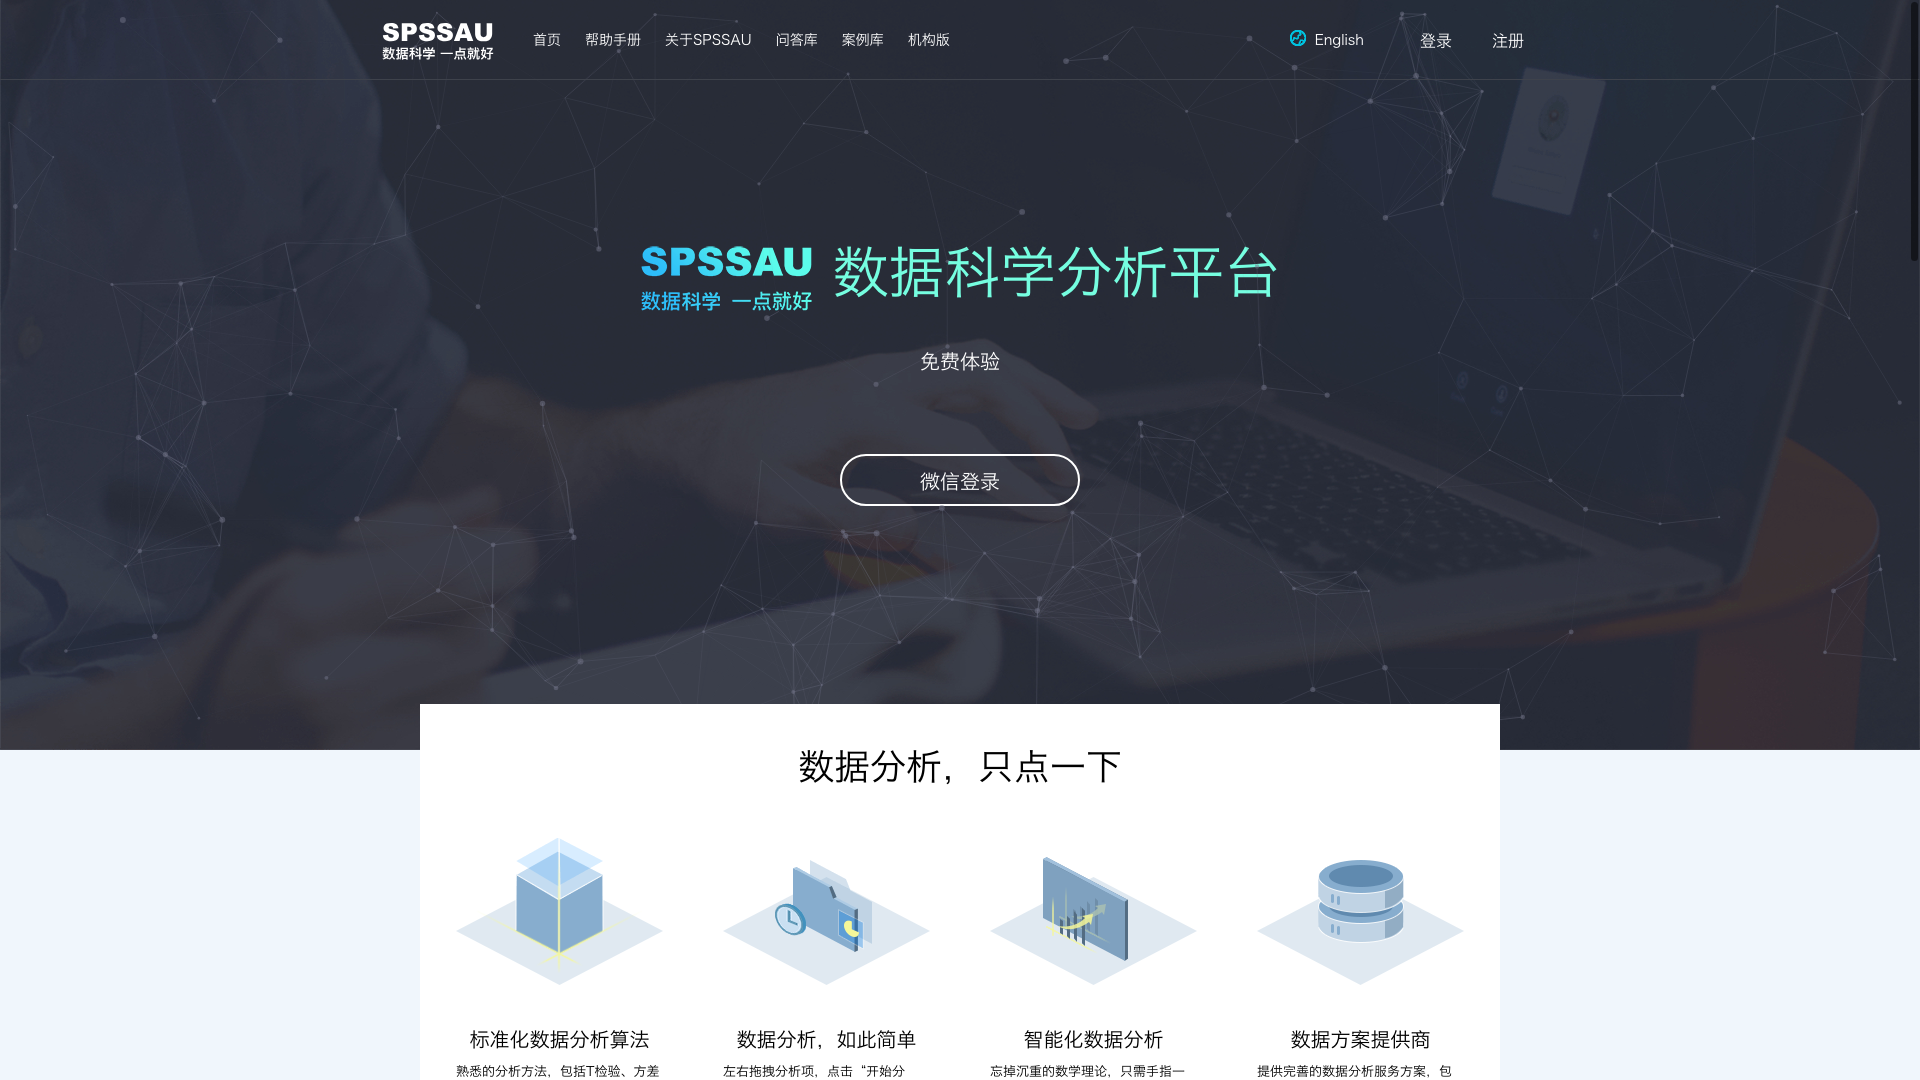 SPSSAU
数据科学 一点就好
首页 帮助手册 关于SPSSAU 问答库 案例库 机构版 English 登录 注册
SPSSAU 数据科学分析平台
数据科学 一点就好
免费体验
微信登录
数据分析，只点一下
标准化数据分析算法
数据分析，如此简单
智能化数据分析
数据方案提供商
熟悉的分析方法，包括T检验、方差
左右拖拽分析项，点击“开始分
忘掉沉重的数学理论，只需手指一
提供完善的数据分析服务方案，包